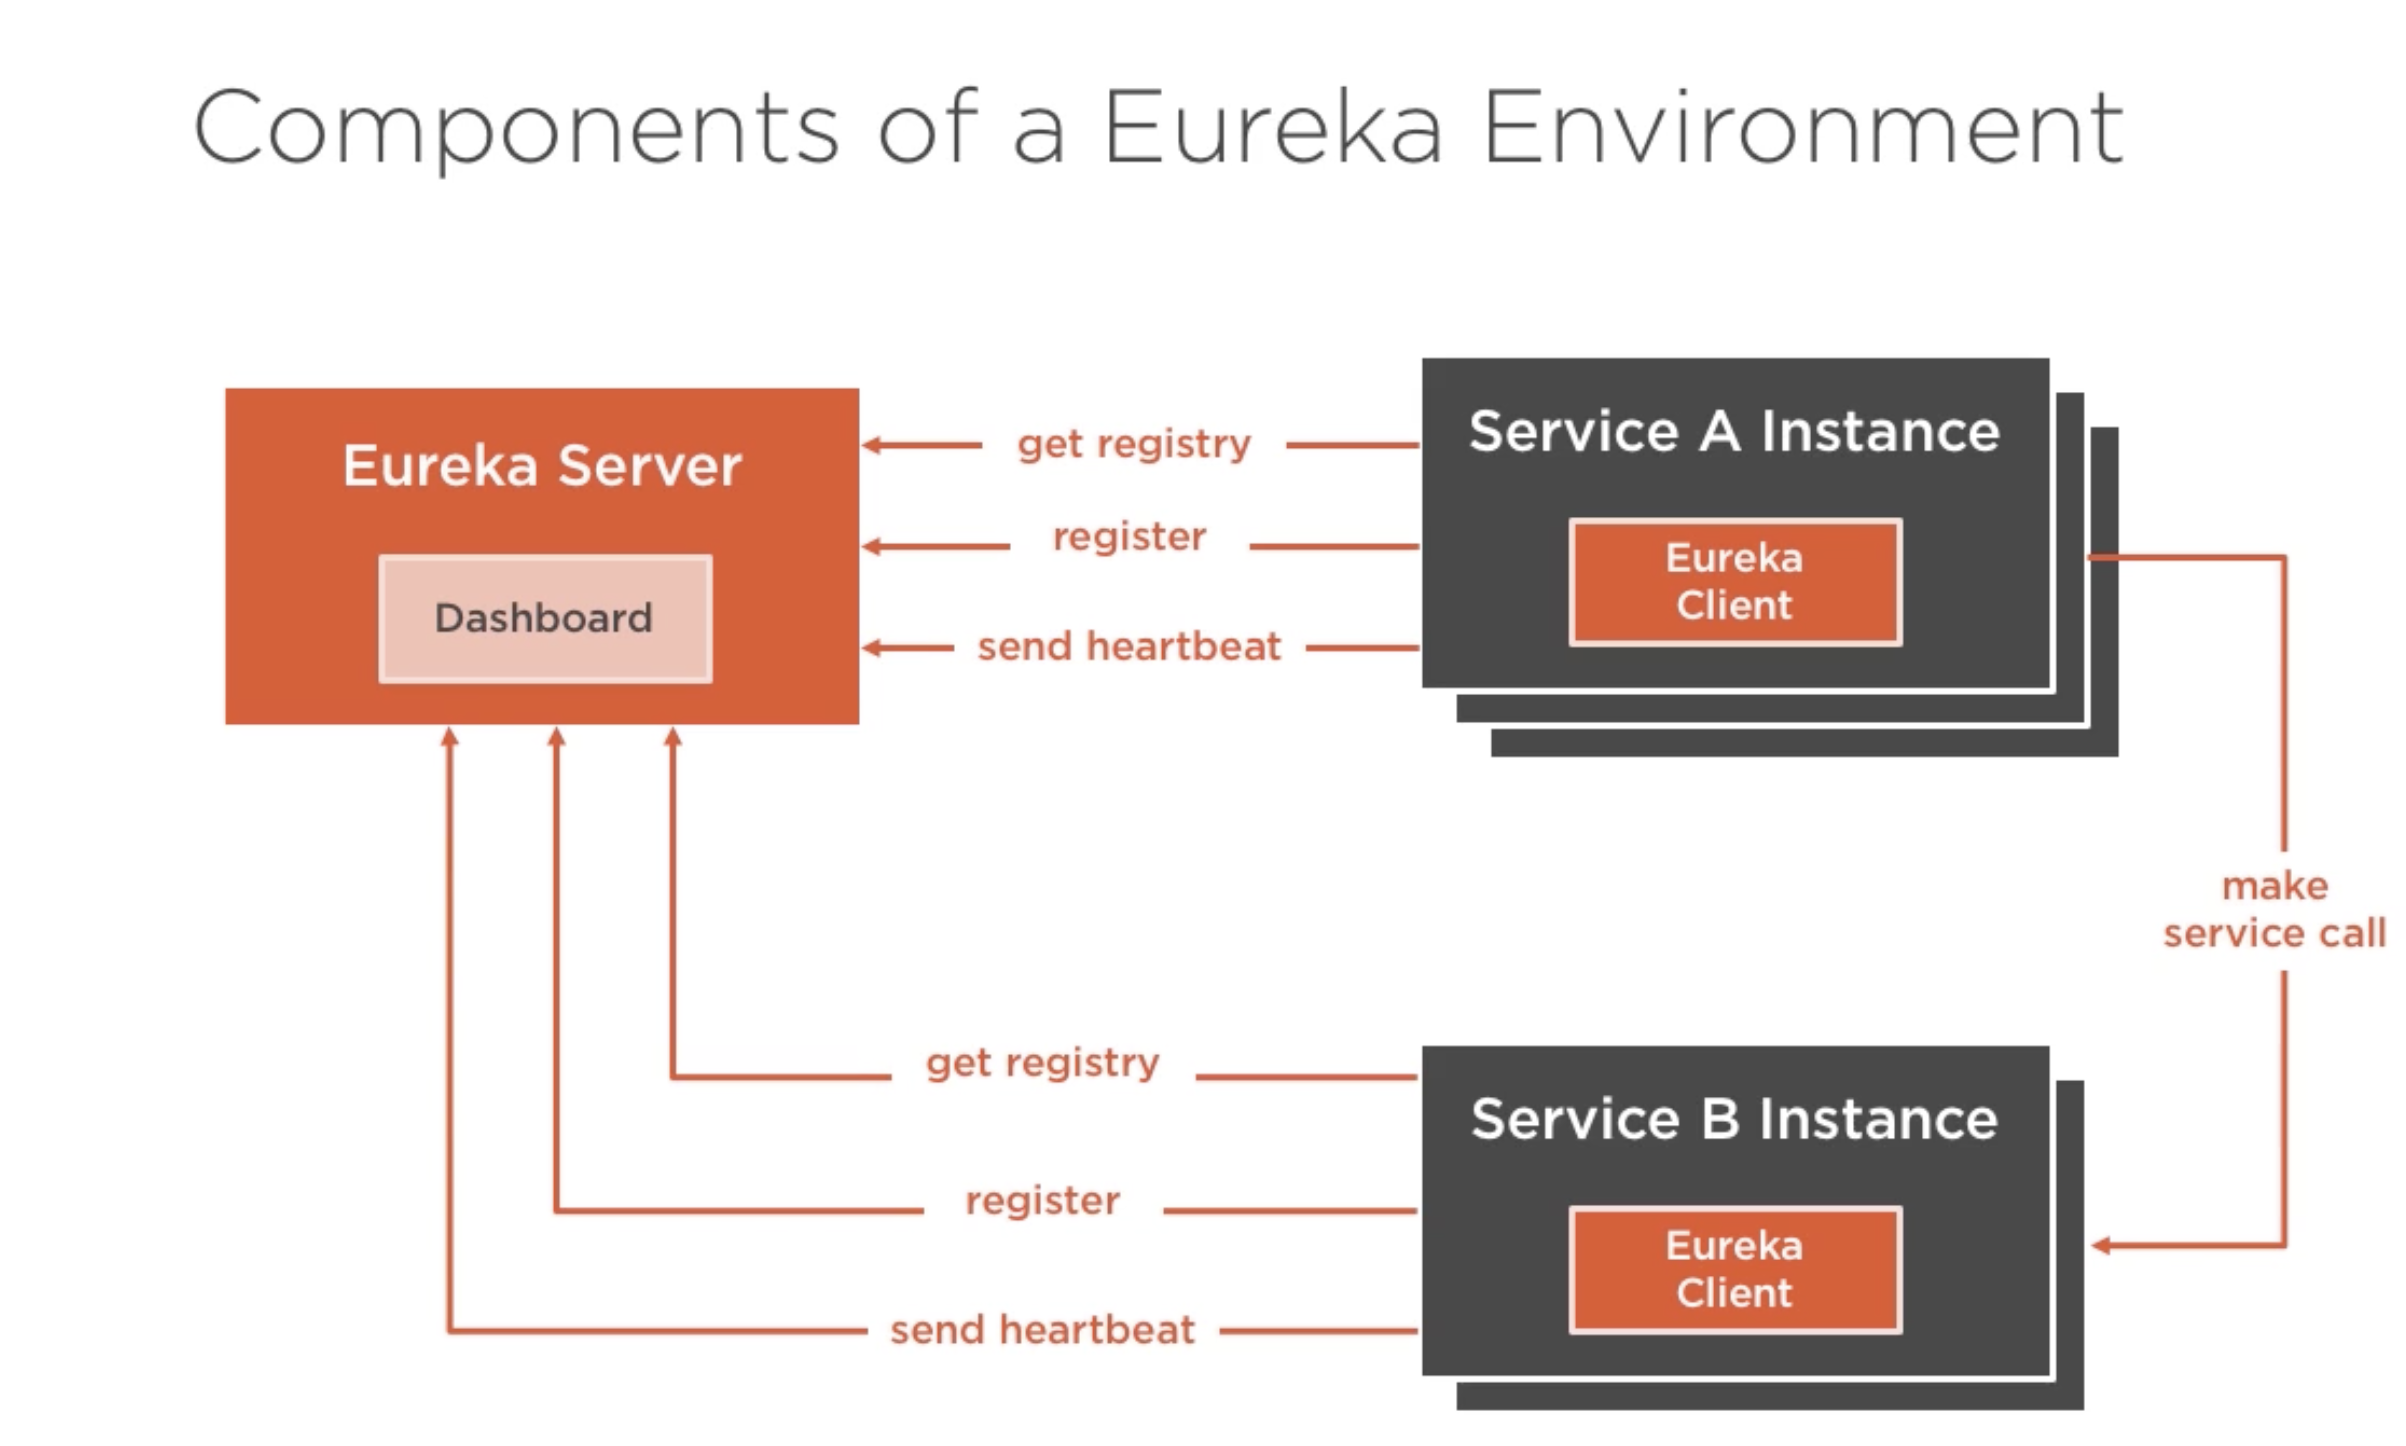 Components of a Eureka Environment
Eureka Server
Dashboard
get registry
register
send heartbeat
Service A Instance
Eureka
Client
make
service call
get registry
register
send heartbeat
Service B Instance
Eureka
Client